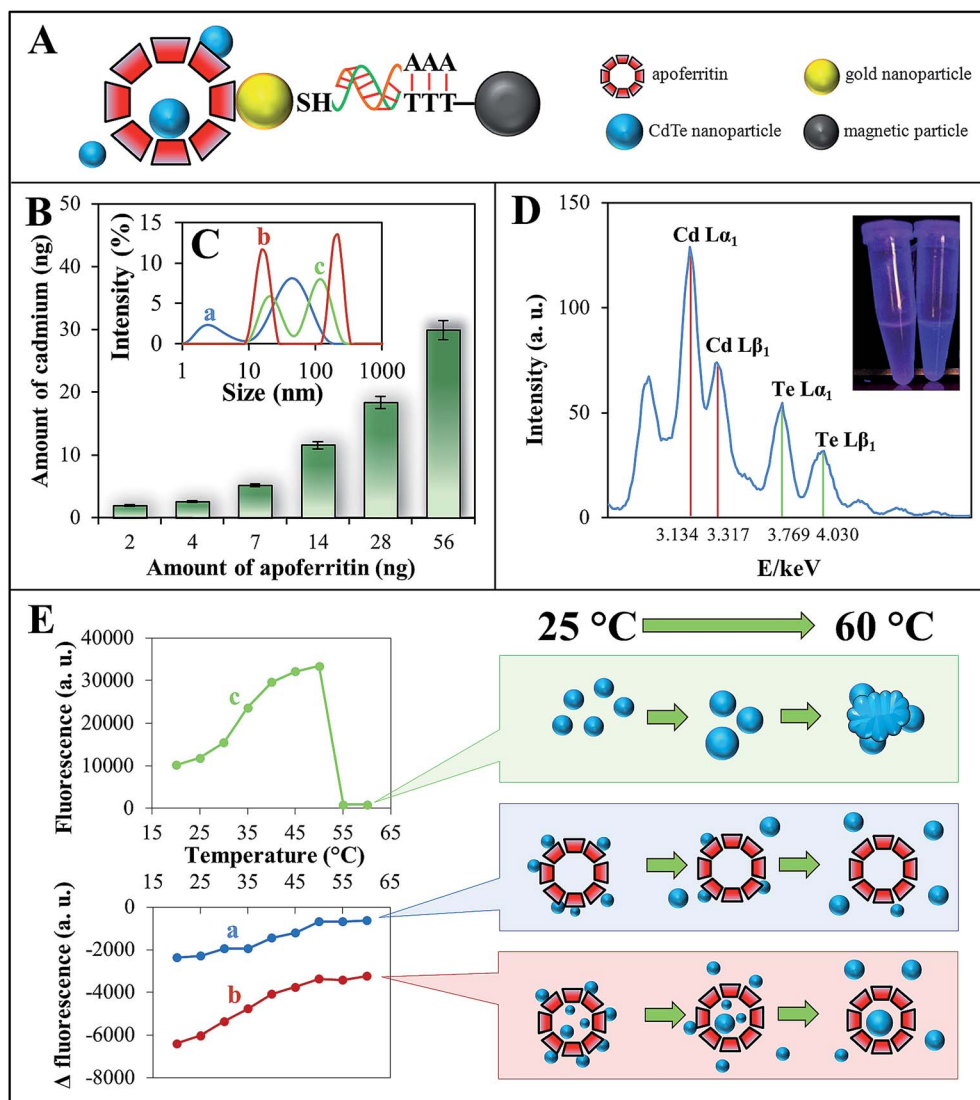 A
SH
AAA
TTT
apoferritin
gold nanoparticle
CdTe nanoparticle
magnetic particle
B
Amount of cadmium (ng)
50
40
30
20
10
0
2 4 7 14 28 56
Amount of apoferritin (ng)
C
Intensity (%)
15
10
5
0
a
b
c
1 10 100 1000
Size (nm)
D
Intensity (a. u.)
150
100
50
0
Cd Lα1
Cd Lβ1
Te Lα1
Te Lβ1
3.134 3.317 3.769 4.030
E/keV
E
Fluorescence (a. u.)
40000
30000
20000
10000
0
c
15 25 35 45 55 65
Temperature (°C)
15 25 35 45 55 65
Δ fluorescence (a. u.)
0
-2000
-4000
-6000
-8000
a
b
25 °C
60 °C